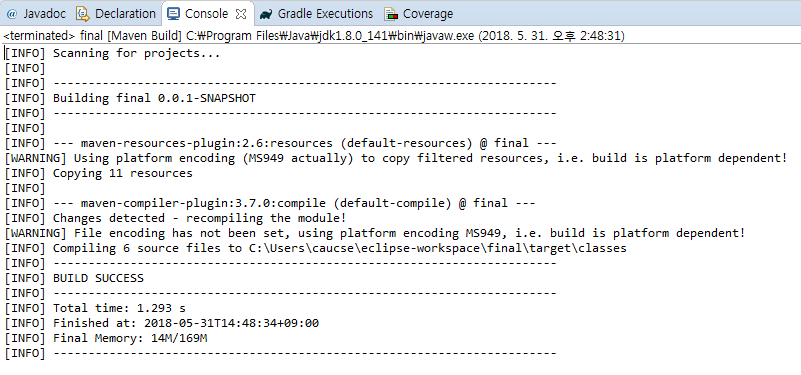 @ Javadoc Declaration Console Gradle Executions Coverage
<terminated> final [Maven Build] C:₩Program Files₩Java₩jdk1.8.0_141₩bin₩javaw.exe (2018. 5. 31. 오후 2:48:31)
[INFO] Scanning for projects...
[INFO]
[INFO] ------------------------------------------------------------------------
[INFO] Building final 0.0.1-SNAPSHOT
[INFO] ------------------------------------------------------------------------
[INFO]
[INFO] --- maven-resources-plugin:2.6:resources (default-resources) @ final ---
[WARNING] Using platform encoding (MS949 actually) to copy filtered resources, i.e. build is platform dependent!
[INFO] Copying 11 resources
[INFO]
[INFO] --- maven-compiler-plugin:3.7.0:compile (default-compile) @ final ---
[INFO] Changes detected - recompiling the module!
[WARNING] File encoding has not been set, using platform encoding MS949, i.e. build is platform dependent!
[INFO] Compiling 6 source files to C:\Users\caucse\eclipse-workspace\final\target\classes
[INFO] ------------------------------------------------------------------------
[INFO] BUILD SUCCESS
[INFO] ------------------------------------------------------------------------
[INFO] Total time: 1.293 s
[INFO] Finished at: 2018-05-31T14:48:34+09:00
[INFO] Final Memory: 14M/169M
[INFO] ------------------------------------------------------------------------